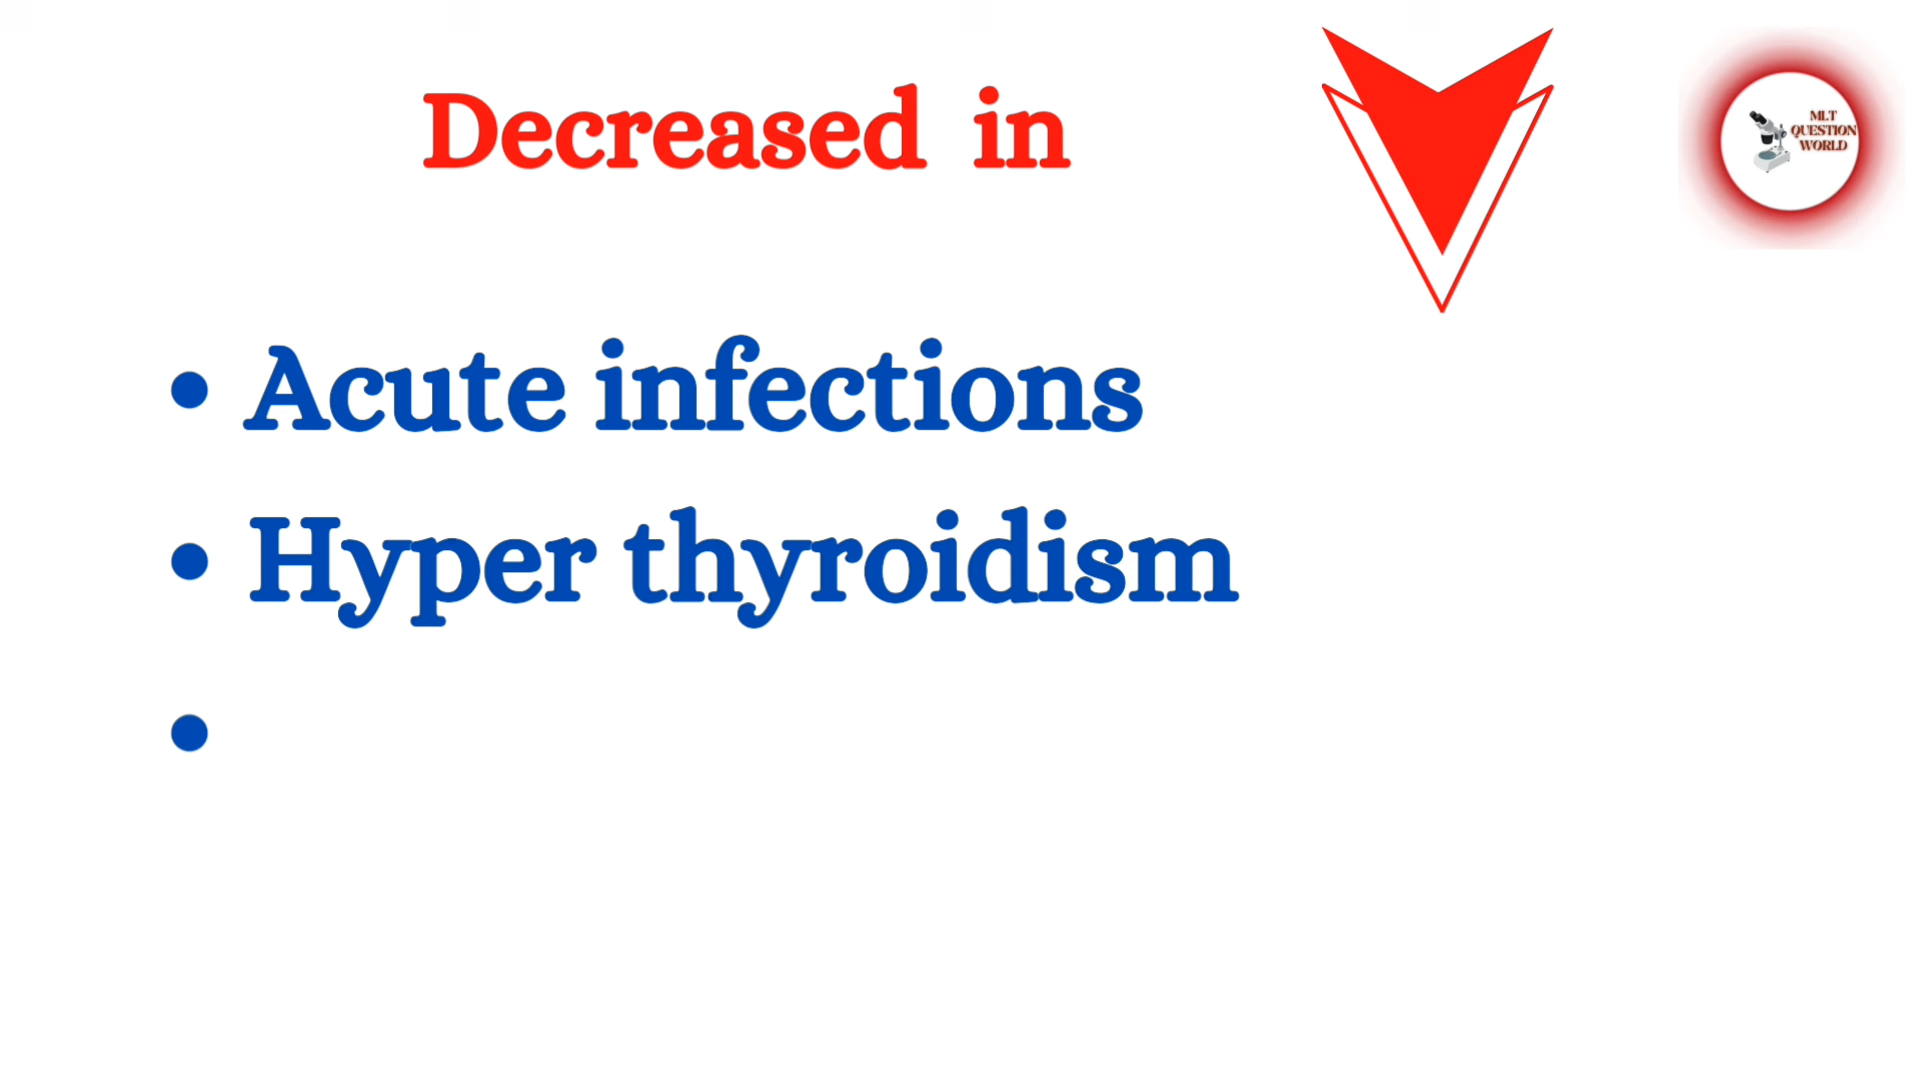 Decreased in
MLT
QUESTION
WORLD
• Acute infections
• Hyper thyroidism
•